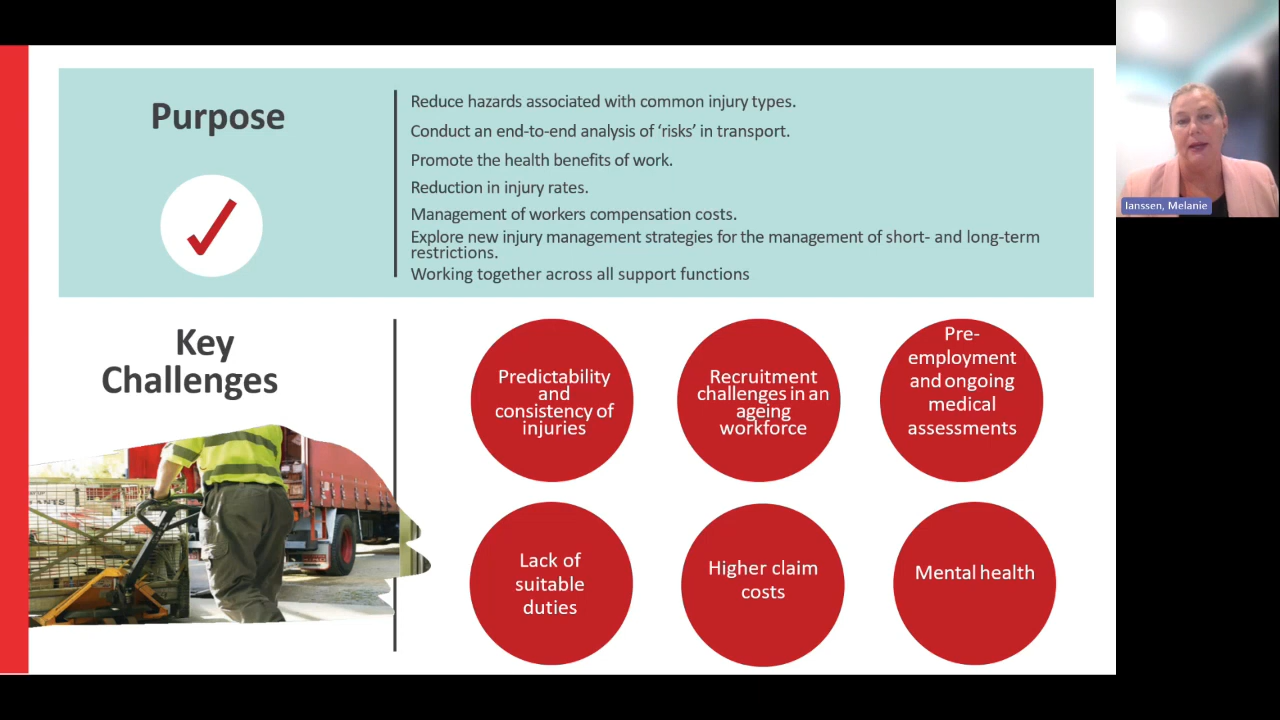 Purpose
Reduce hazards associated with common injury types.
Conduct an end-to-end analysis of ‘risks’ in transport.
Promote the health benefits of work.
Reduction in injury rates.
Management of workers compensation costs.
Explore new injury management strategies for the management of short- and long-term
restrictions.
Working together across all support functions
Ianssen, Melanie
Key
Challenges
Predictability
and
consistency of
injuries
Recruitment
challenges in an
ageing
workforce
Pre-
employment
and ongoing
medical
assessments
Lack of
suitable
duties
Higher claim
costs
Mental health